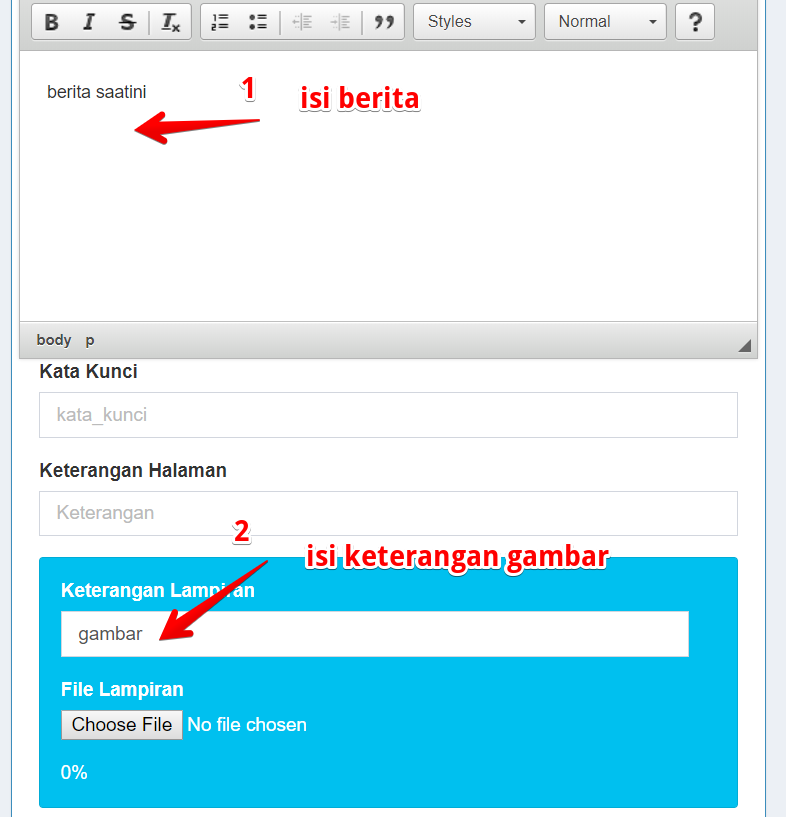 B I S Tx Styles Normal ?
berita saatini
1 isi berita
body p
Kata Kunci
kata_kunci
Keterangan Halaman
Keterangan
2
isi keterangan gambar
Keterangan Lampiran
gambar
File Lampiran
Choose File No file chosen
0%